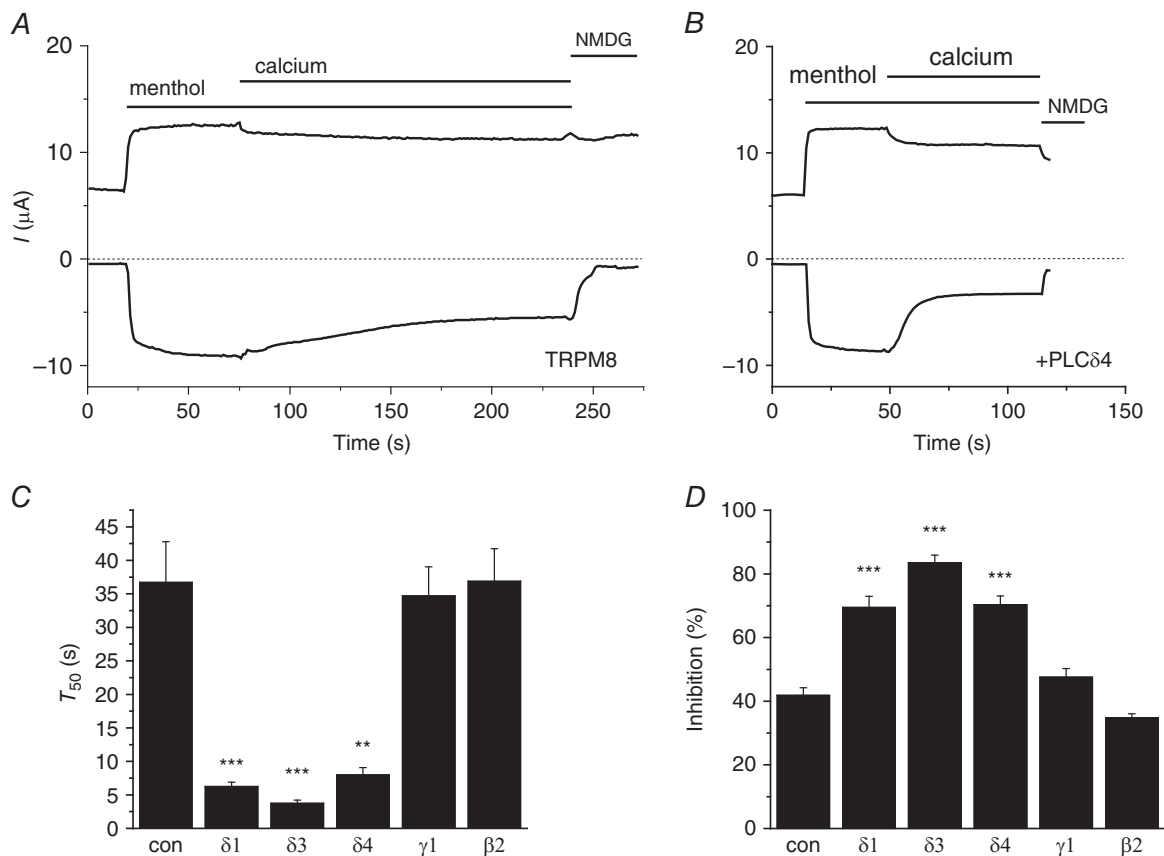 A
20
10
0
−10
I (μA)
menthol
calcium
NMDG
TRPM8
0
50
100
150
200
250
Time (s)
B
20
10
0
−10
menthol
calcium
NMDG
+PLCδ4
0
50
100
150
Time (s)
C
45
40
35
30
25
20
15
10
5
0
T50 (s)
***
***
**
con
δ1
δ3
δ4
γ1
β2
D
100
80
60
40
20
0
Inhibition (%)
***
***
***
con
δ1
δ3
δ4
γ1
β2